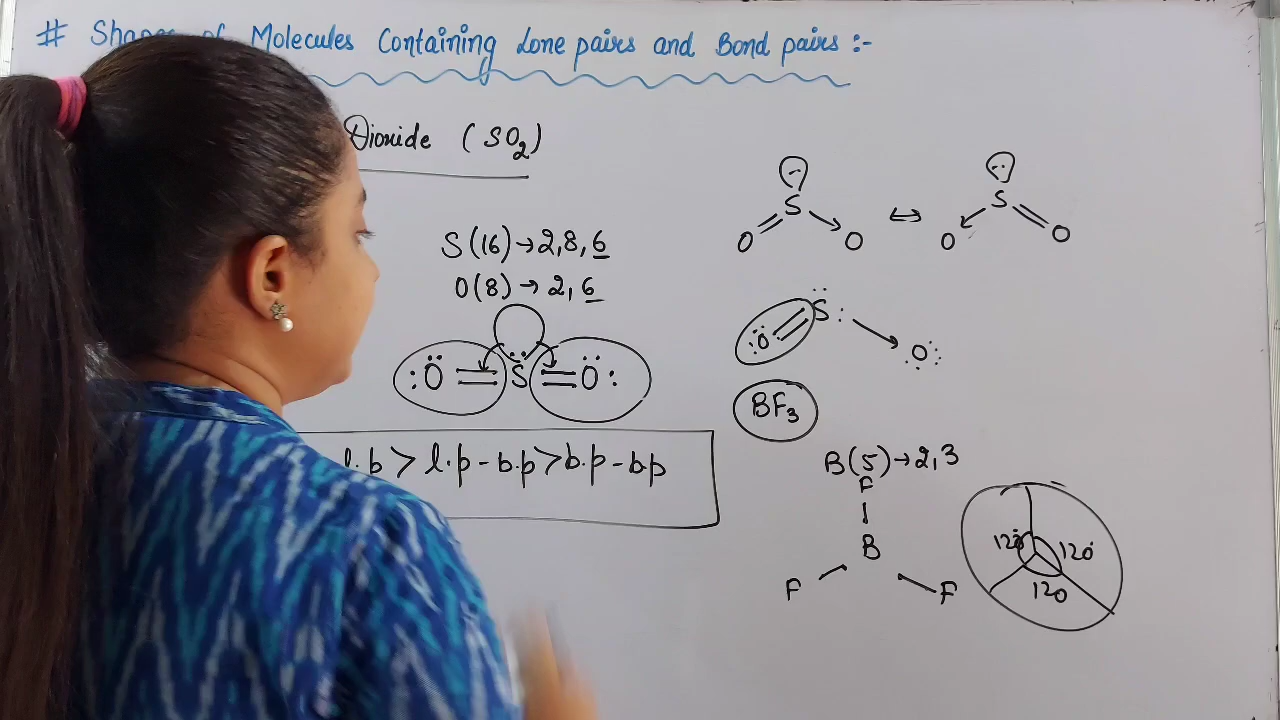 # Shapes of Molecules Containing Lone pairs and Bond pairs :-
Dioxide (SO2)
S(16)→2,8,6
O(8)→2,6
:Ö=S̈=Ö:
l.p > l.p-b.p > b.p-b.p
S
O O
↔
S
O O
:Ö=S̈: → O
BF3
B(5)→2,3
F
B
F F
120° 120°
120